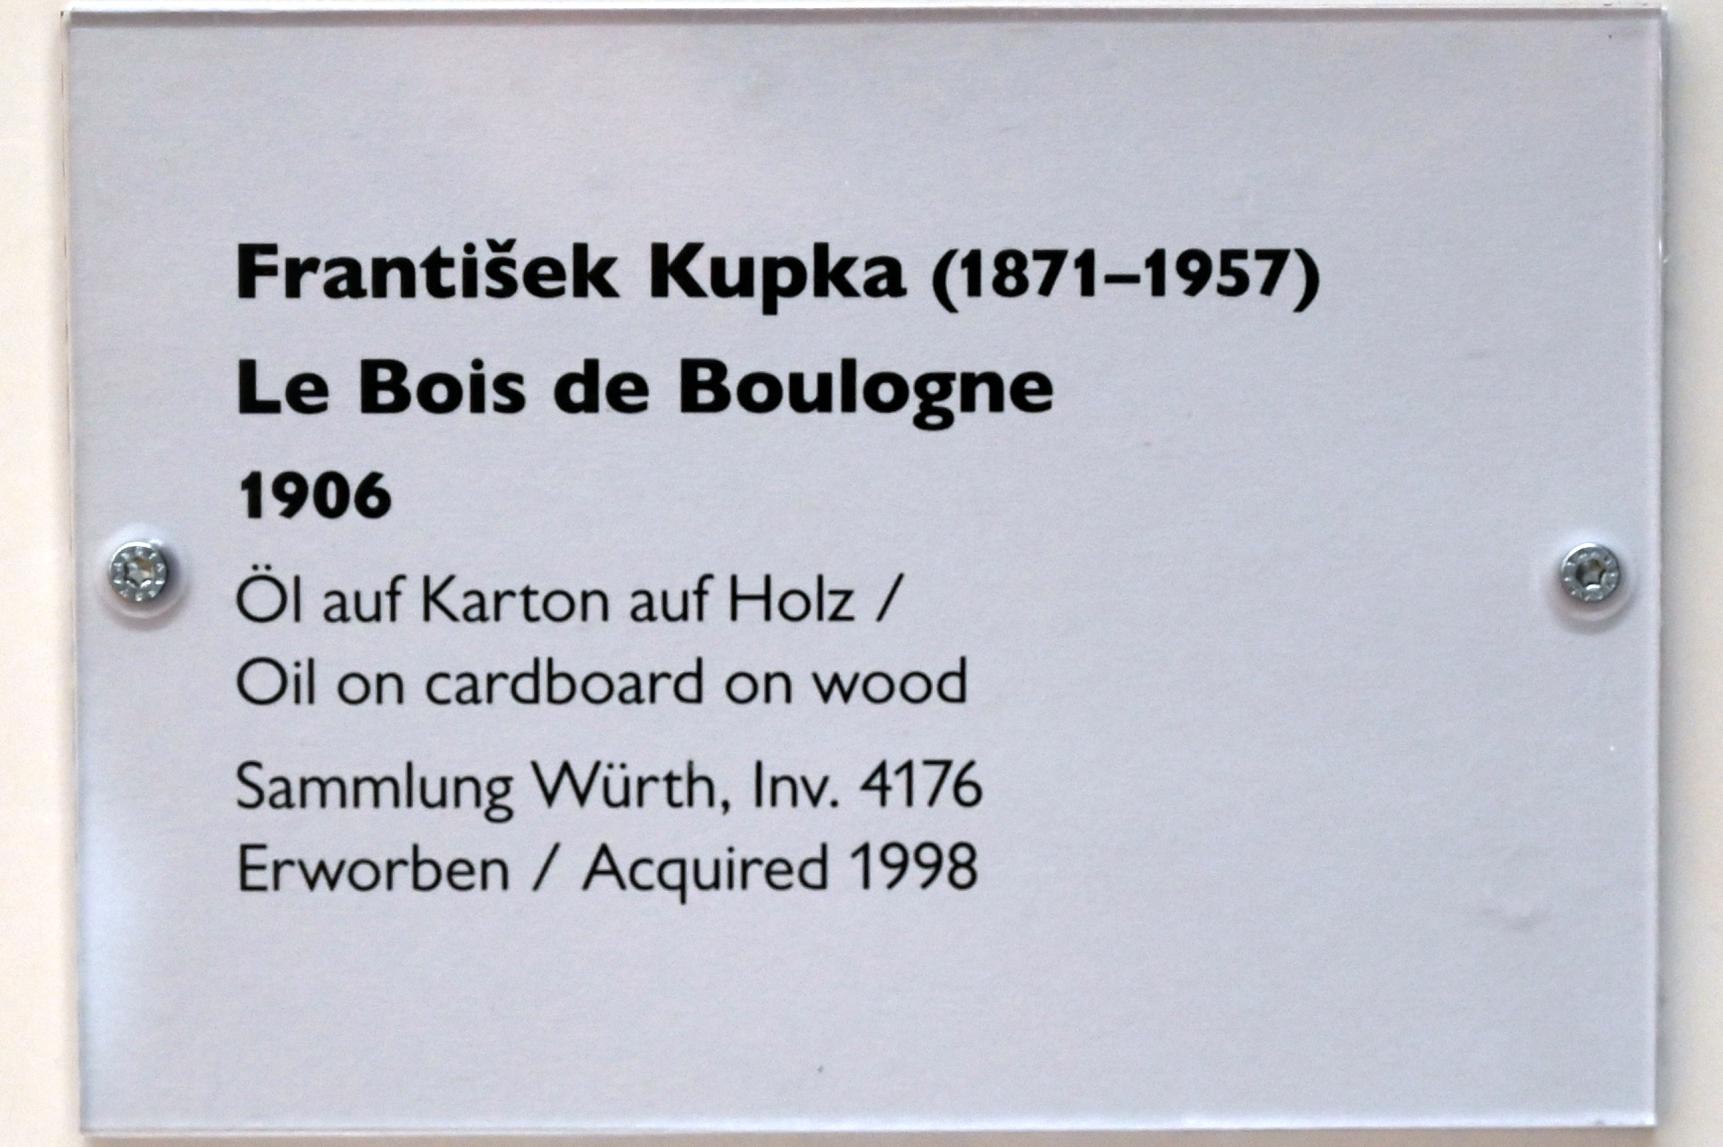 František Kupka (1871–1957)
Le Bois de Boulogne
1906
Öl auf Karton auf Holz /
Oil on cardboard on wood
Sammlung Würth, Inv. 4176
Erworben / Acquired 1998